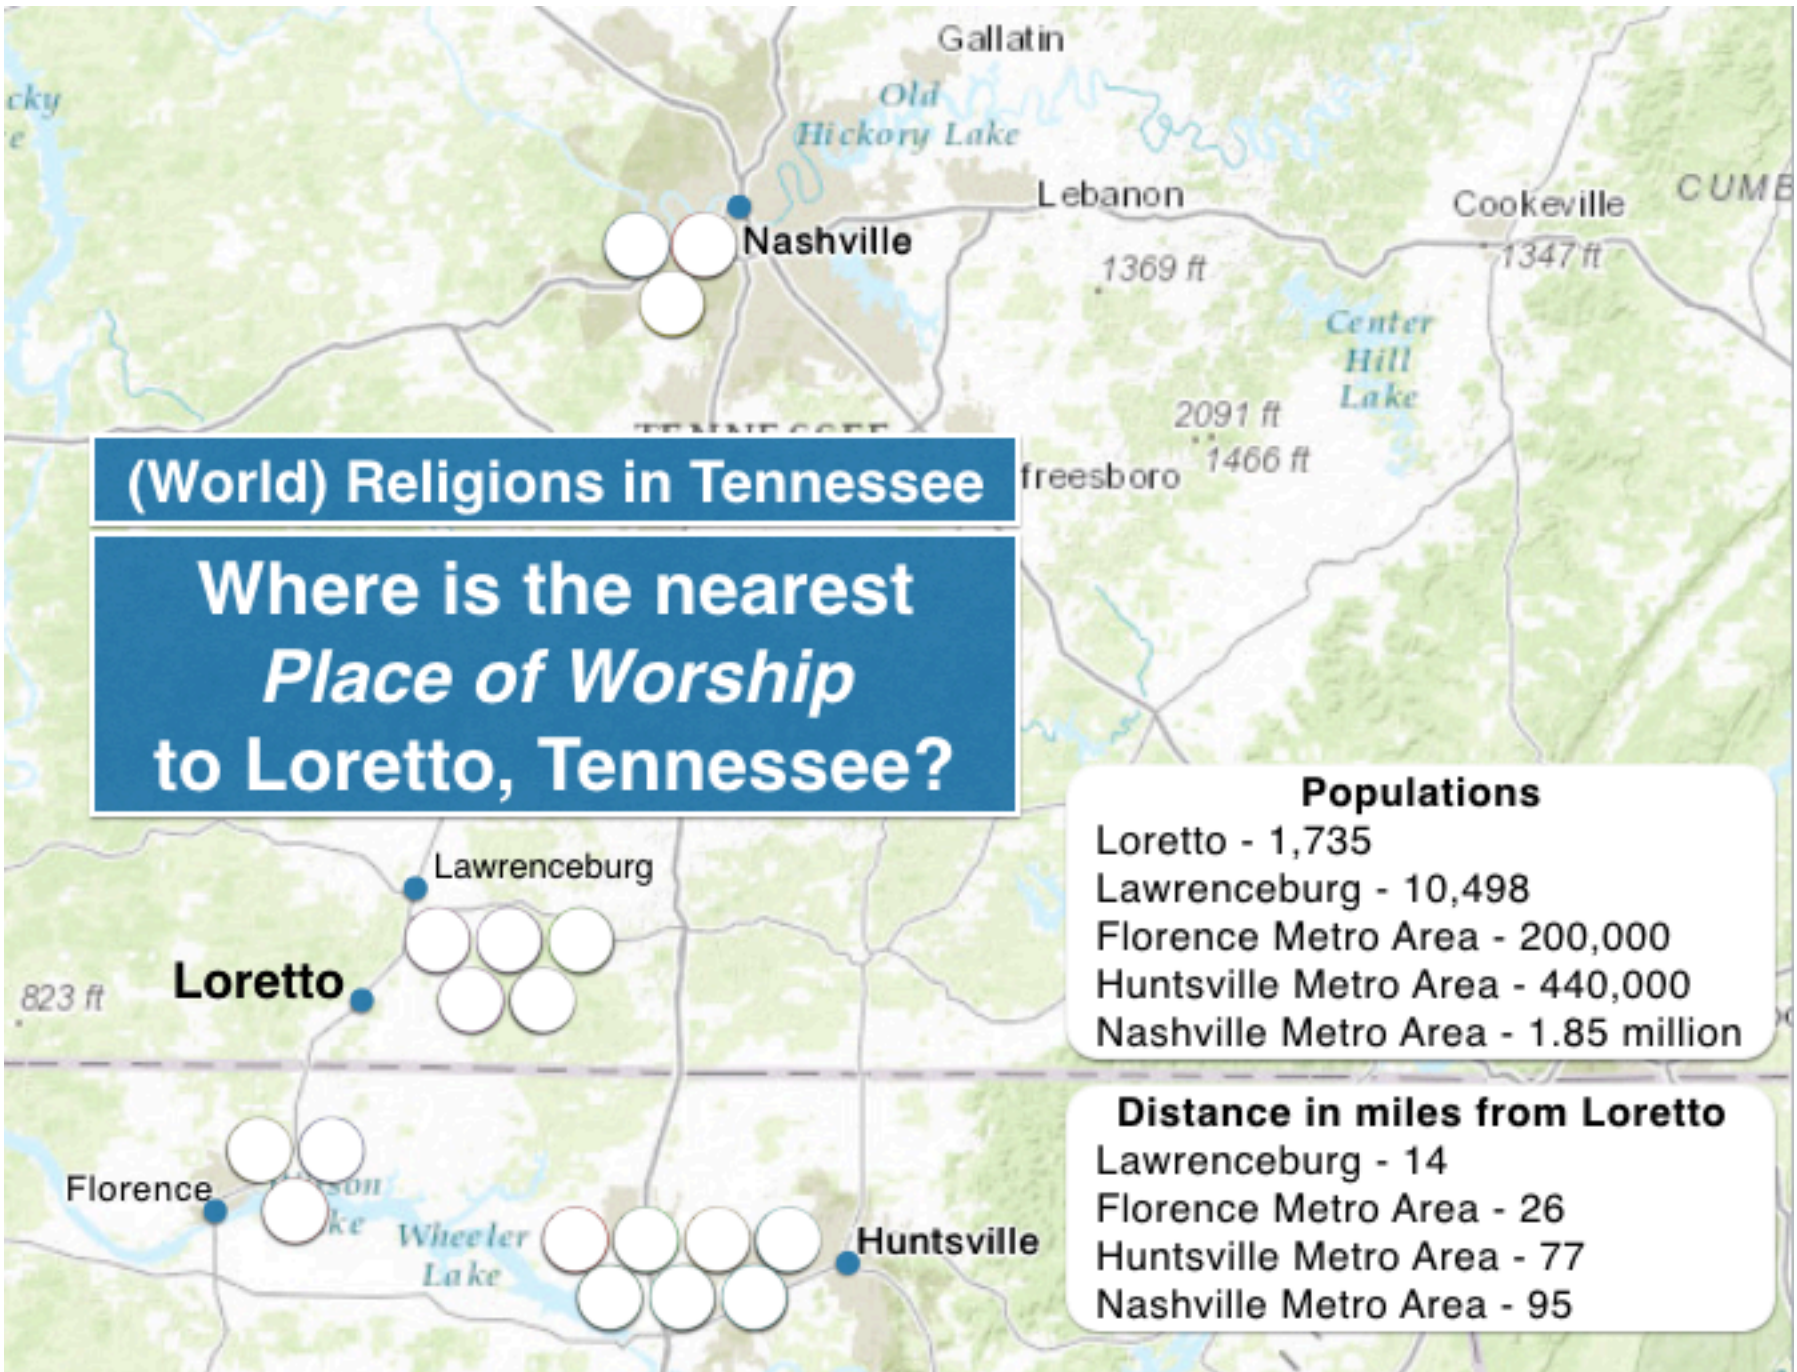 Gallatin
cky
e
Old
Hickory Lake
Lebanon
Cookeville
CUMB
Nashville
1369 ft
1347 ft
Center
Hill
Lake
2091 ft
1466 ft
TENNESSEE
(World) Religions in Tennessee
freesboro
Where is the nearest
Place of Worship
to Loretto, Tennessee?
Populations
Loretto - 1,735
Lawrenceburg - 10,498
Florence Metro Area - 200,000
Huntsville Metro Area - 440,000
Nashville Metro Area - 1.85 million
Lawrenceburg
Loretto
823 ft
Distance in miles from Loretto
Lawrenceburg - 14
Florence Metro Area - 26
Huntsville Metro Area - 77
Nashville Metro Area - 95
Florence
son
ke
Wheeler
Lake
Huntsville